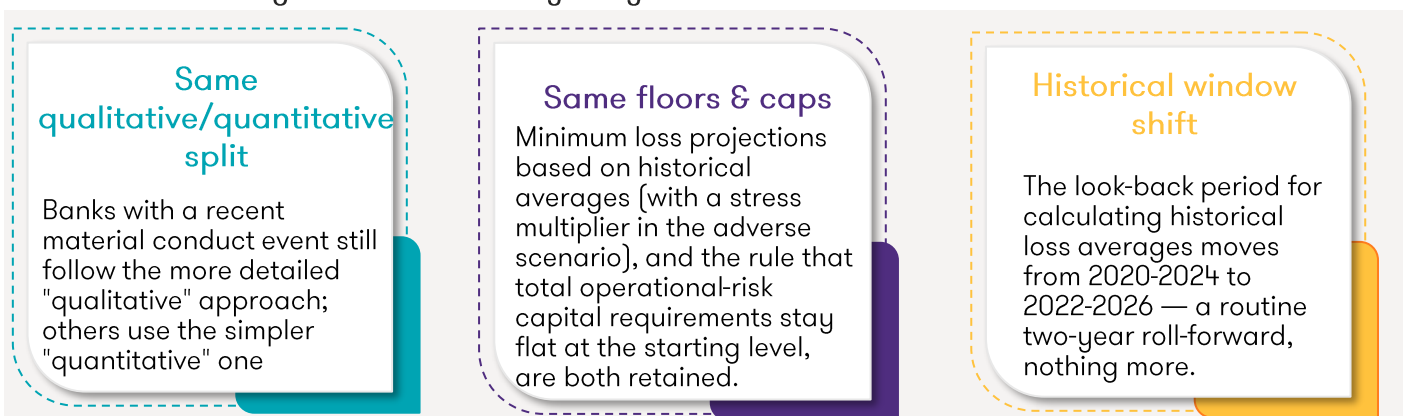 Same
qualitative/quantitative
split
Banks with a recent
material conduct event still
follow the more detailed
"qualitative" approach;
others use the simpler
"quantitative" one
Same floors & caps
Minimum loss projections
based on historical
averages (with a stress
multiplier in the adverse
scenario), and the rule that
total operational-risk
capital requirements stay
flat at the starting level,
are both retained.
Historical window
shift
The look-back period for
calculating historical
loss averages moves
from 2020-2024 to
2022-2026 — a routine
two-year roll-forward,
nothing more.